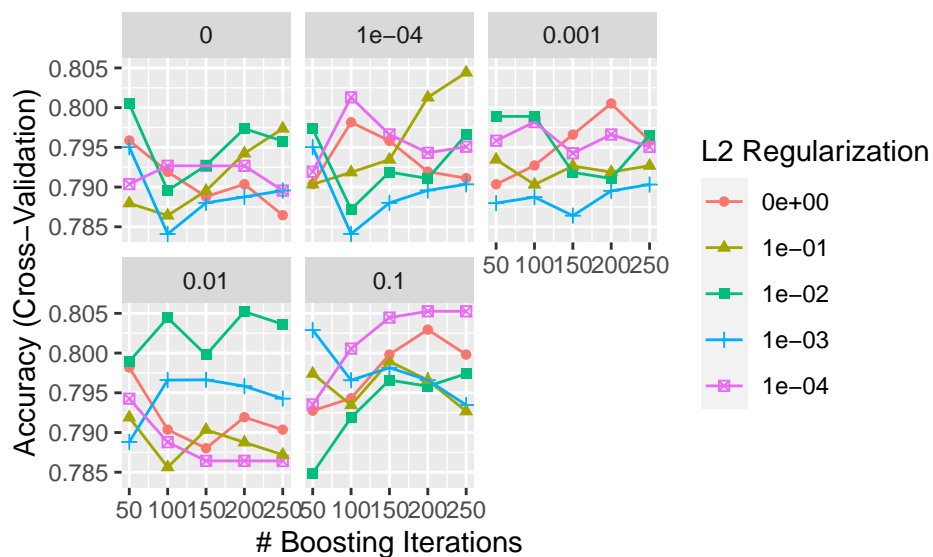 0
1e−04
0.001
0.805
0.800
0.795
0.790
0.785
50 100 150 200 250
0.01
0.1
0.805
0.800
0.795
0.790
0.785
50 100 150 200 250
50 100 150 200 250
Accuracy (Cross−Validation)
# Boosting Iterations
L2 Regularization
0e+00
1e−01
1e−02
1e−03
1e−04